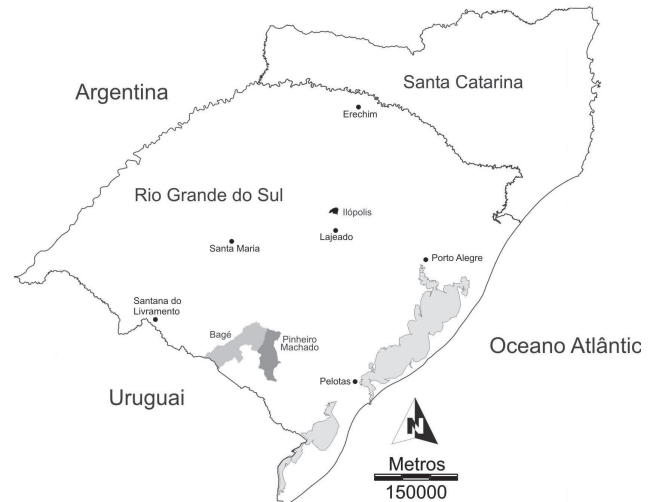 Argentina
Santa Catarina
Erechim
Rio Grande do Sul
Ilópolis
Lajeado
Santa Maria
Porto Alegre
Santana do
Livramento
Bagé
Pinheiro
Machado
Oceano Atlântic
Pelotas
Uruguai
N
Metros
150000